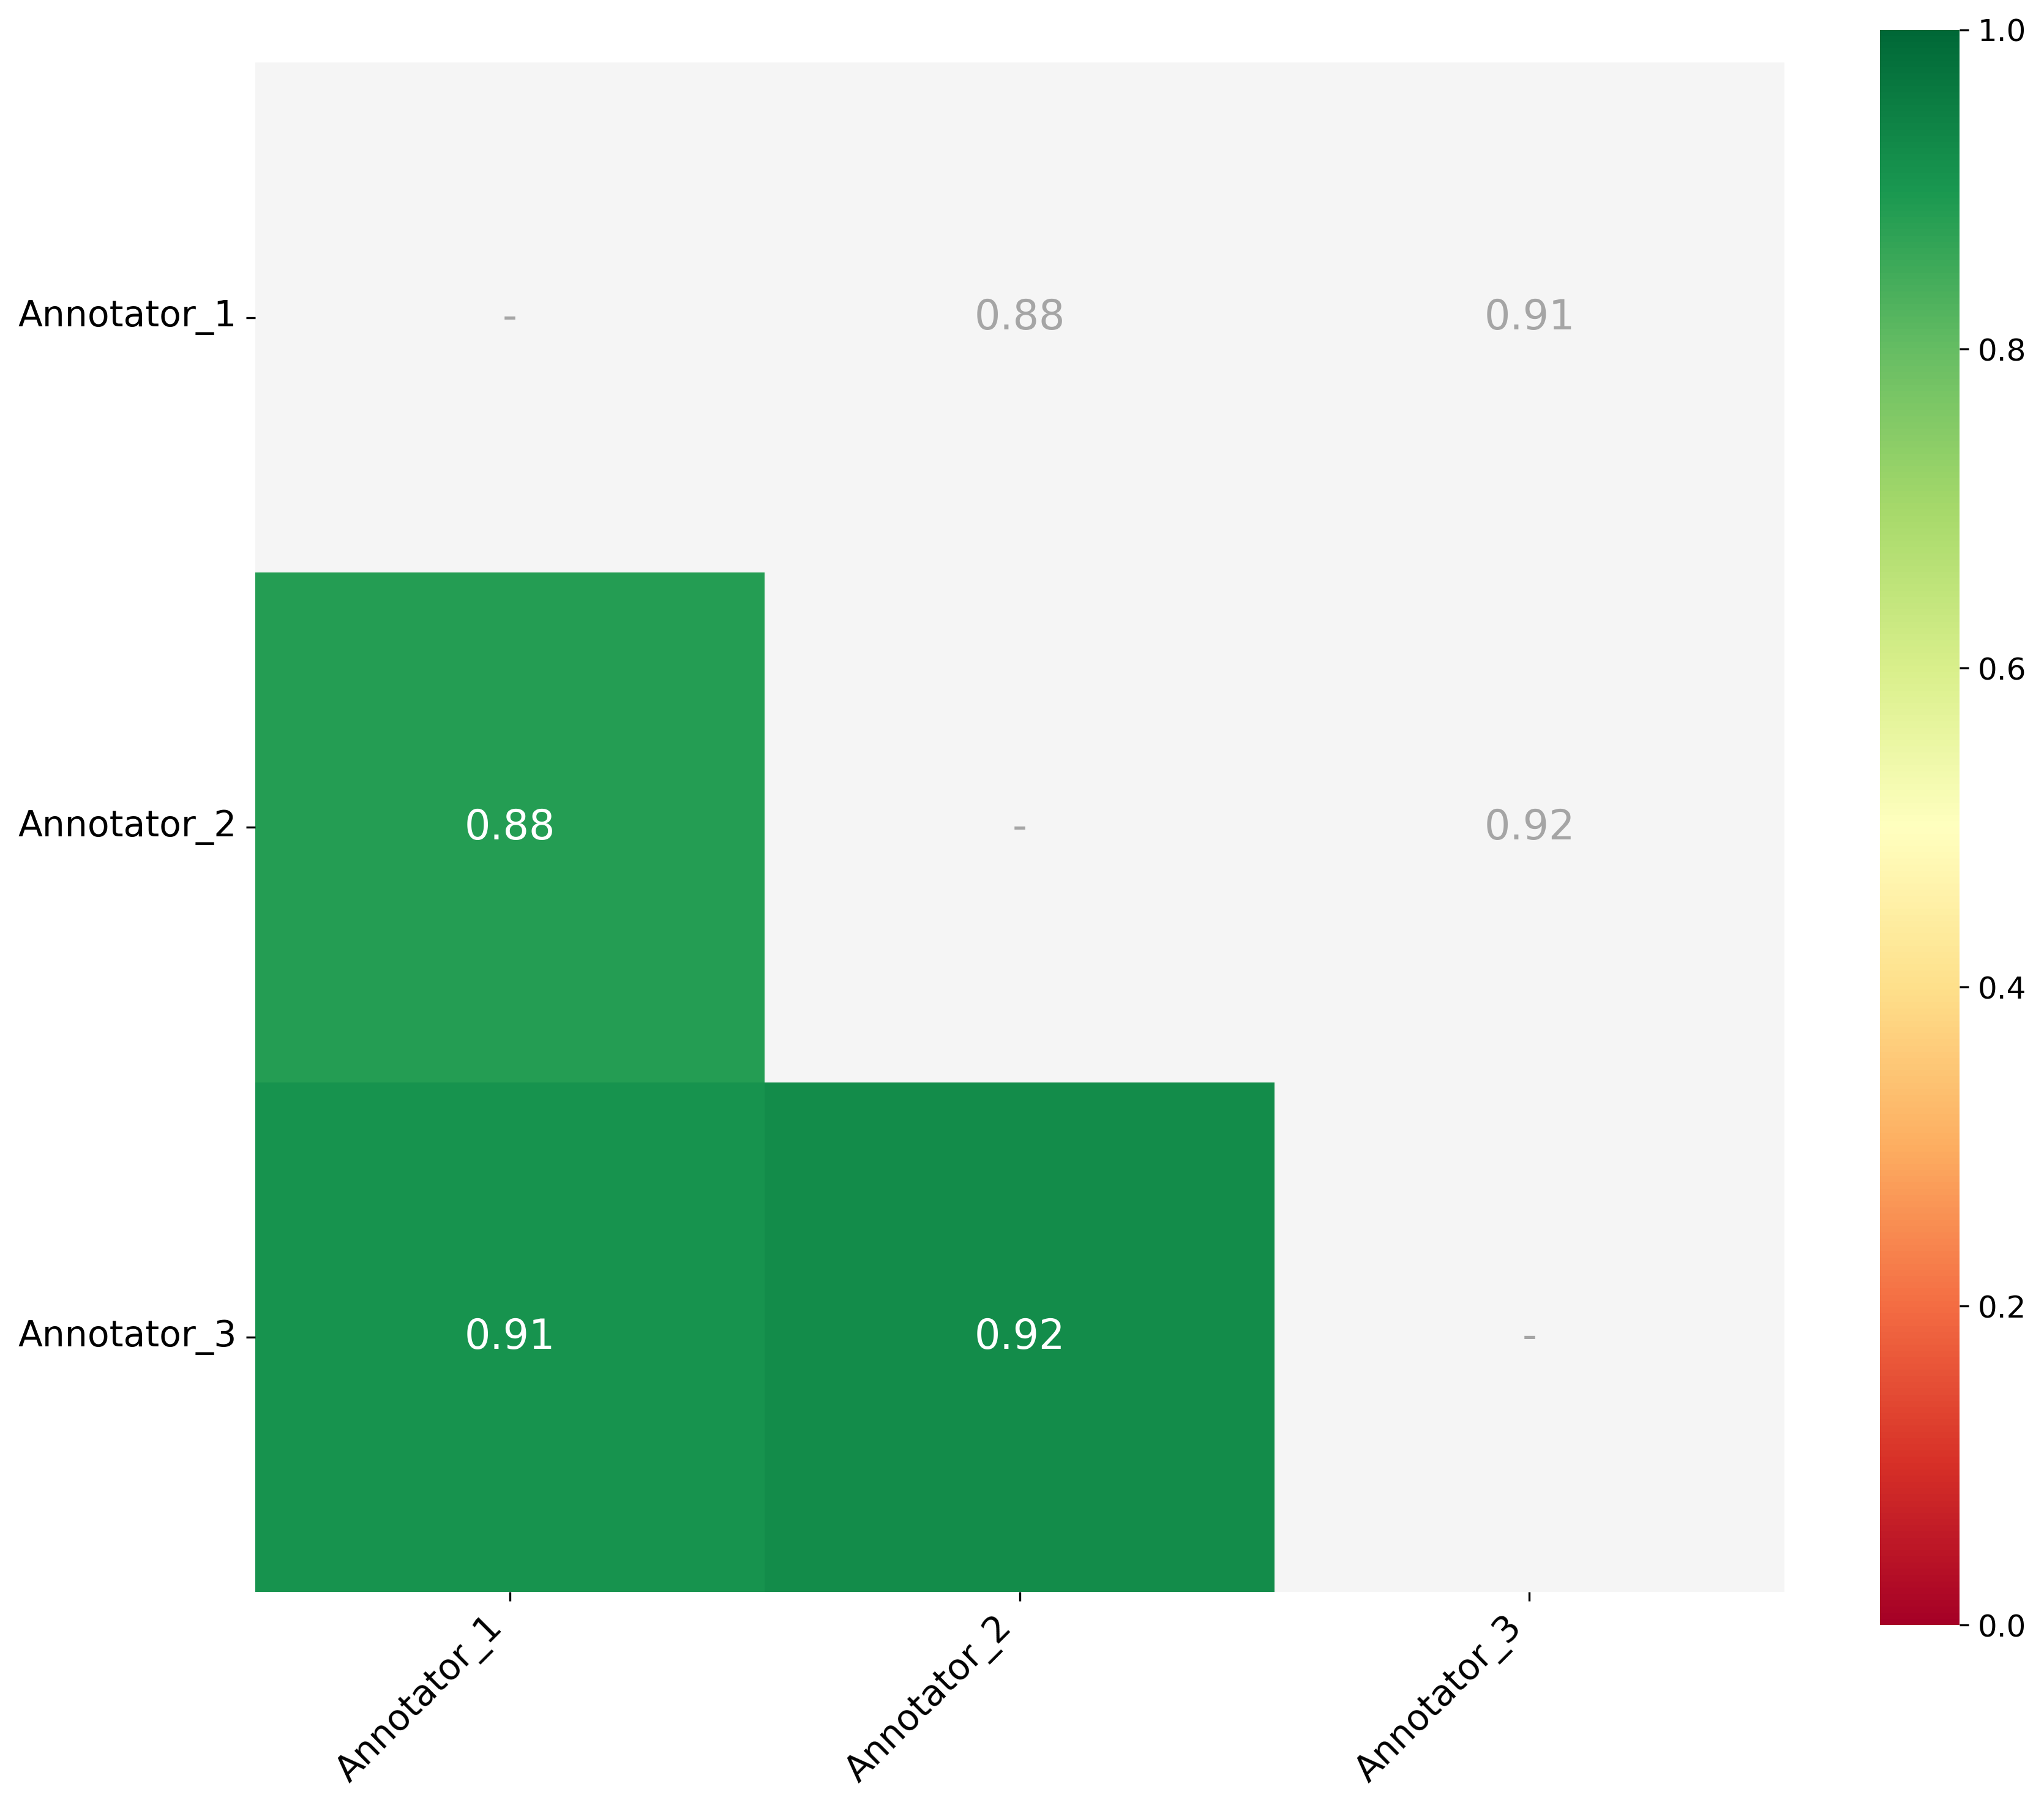 1.0
Annotator_1 - 0.88 0.91
0.8
0.6
Annotator_2 0.88 - 0.92
0.4
0.2
Annotator_3 0.91 0.92 -
0.0
Annotator_1 Annotator_2 Annotator_3